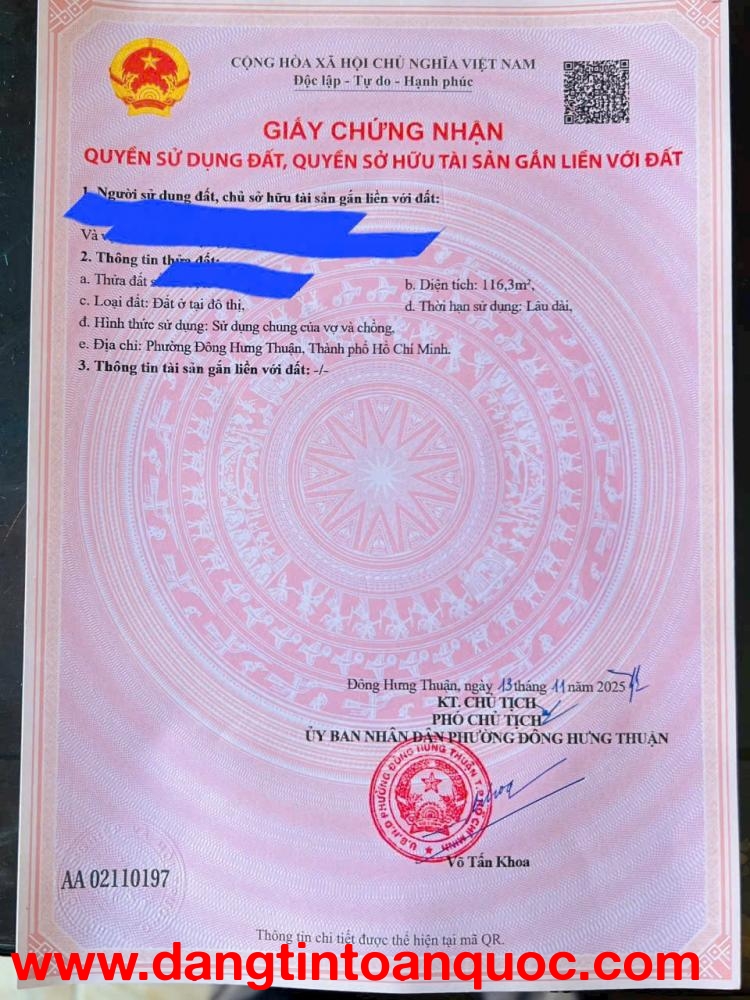 CỘNG HÒA XÃ HỘI CHỦ NGHĨA VIỆT NAM
Độc lập - Tự do - Hạnh phúc
GIẤY CHỨNG NHẬN
QUYỀN SỬ DỤNG ĐẤT, QUYỀN SỞ HỮU TÀI SẢN GẮN LIỀN VỚI ĐẤT
1. Người sử dụng đất, chủ sở hữu tài sản gắn liền với đất:
Và
2. Thông tin thửa đất:
a. Thửa đất
b. Diện tích: 116,3m²,
c. Loại đất: Đất ở tại đô thị,
d. Thời hạn sử dụng: Lâu dài,
đ. Hình thức sử dụng: Sử dụng chung của vợ và chồng,
e. Địa chỉ: Phường Đông Hưng Thuận, Thành phố Hồ Chí Minh.
3. Thông tin tài sản gắn liền với đất: -/-
Đông Hưng Thuận, ngày 13 tháng 11 năm 2025
KT. CHỦ TỊCH
PHÓ CHỦ TỊCH
ỦY BAN NHÂN DÂN PHƯỜNG ĐÔNG HƯNG THUẬN
U.B.N.D PHƯỜNG ĐÔNG HƯNG THUẬN T.P HỒ CHÍ MINH
Võ Tấn Khoa
AA 02110197
Thông tin chi tiết được thể hiện tại mã QR.
www.dangtintoanquoc.com